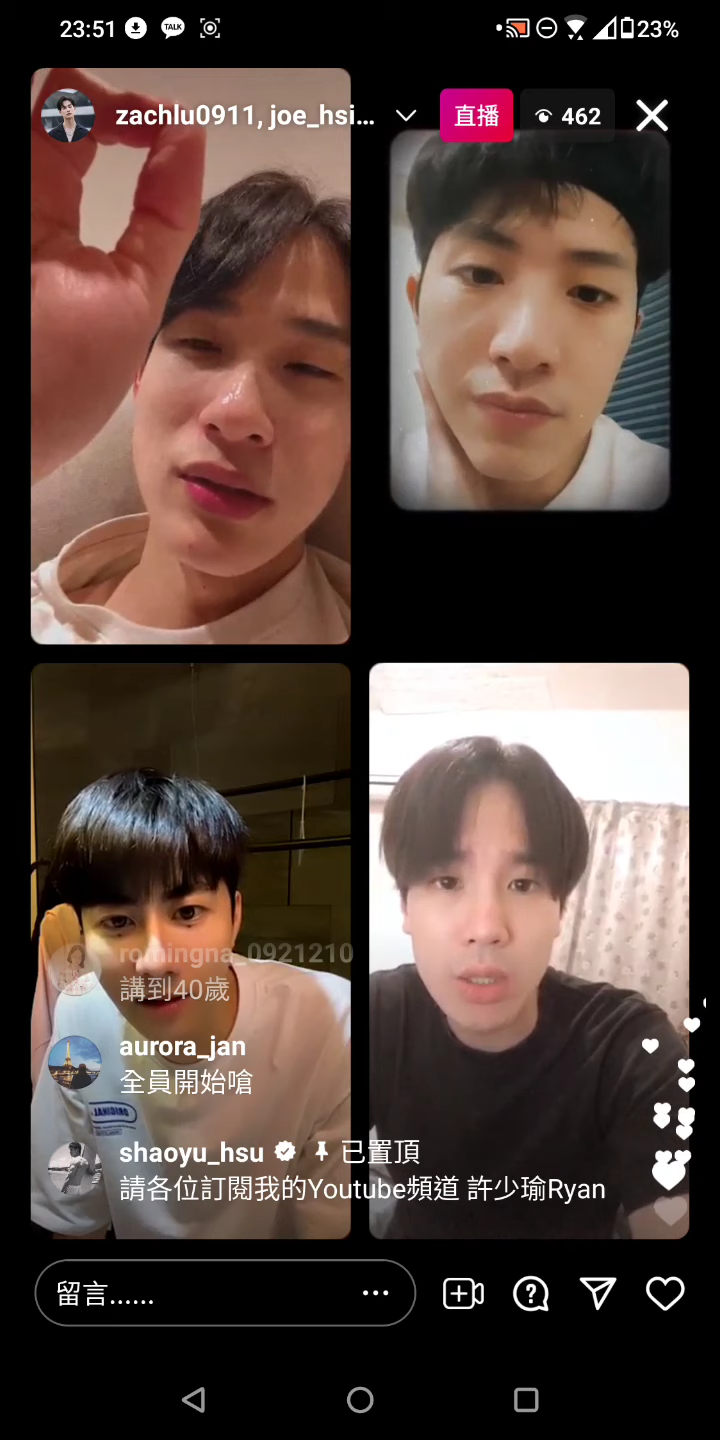 23:51
TALK
23%
zachlu0911, joe_hsi...
直播
462
romingna_0921210
講到40歲
aurora_jan
全員開始嗆
shaoyu_hsu 已置頂
請各位訂閱我的Youtube頻道 許少瑜Ryan
留言......